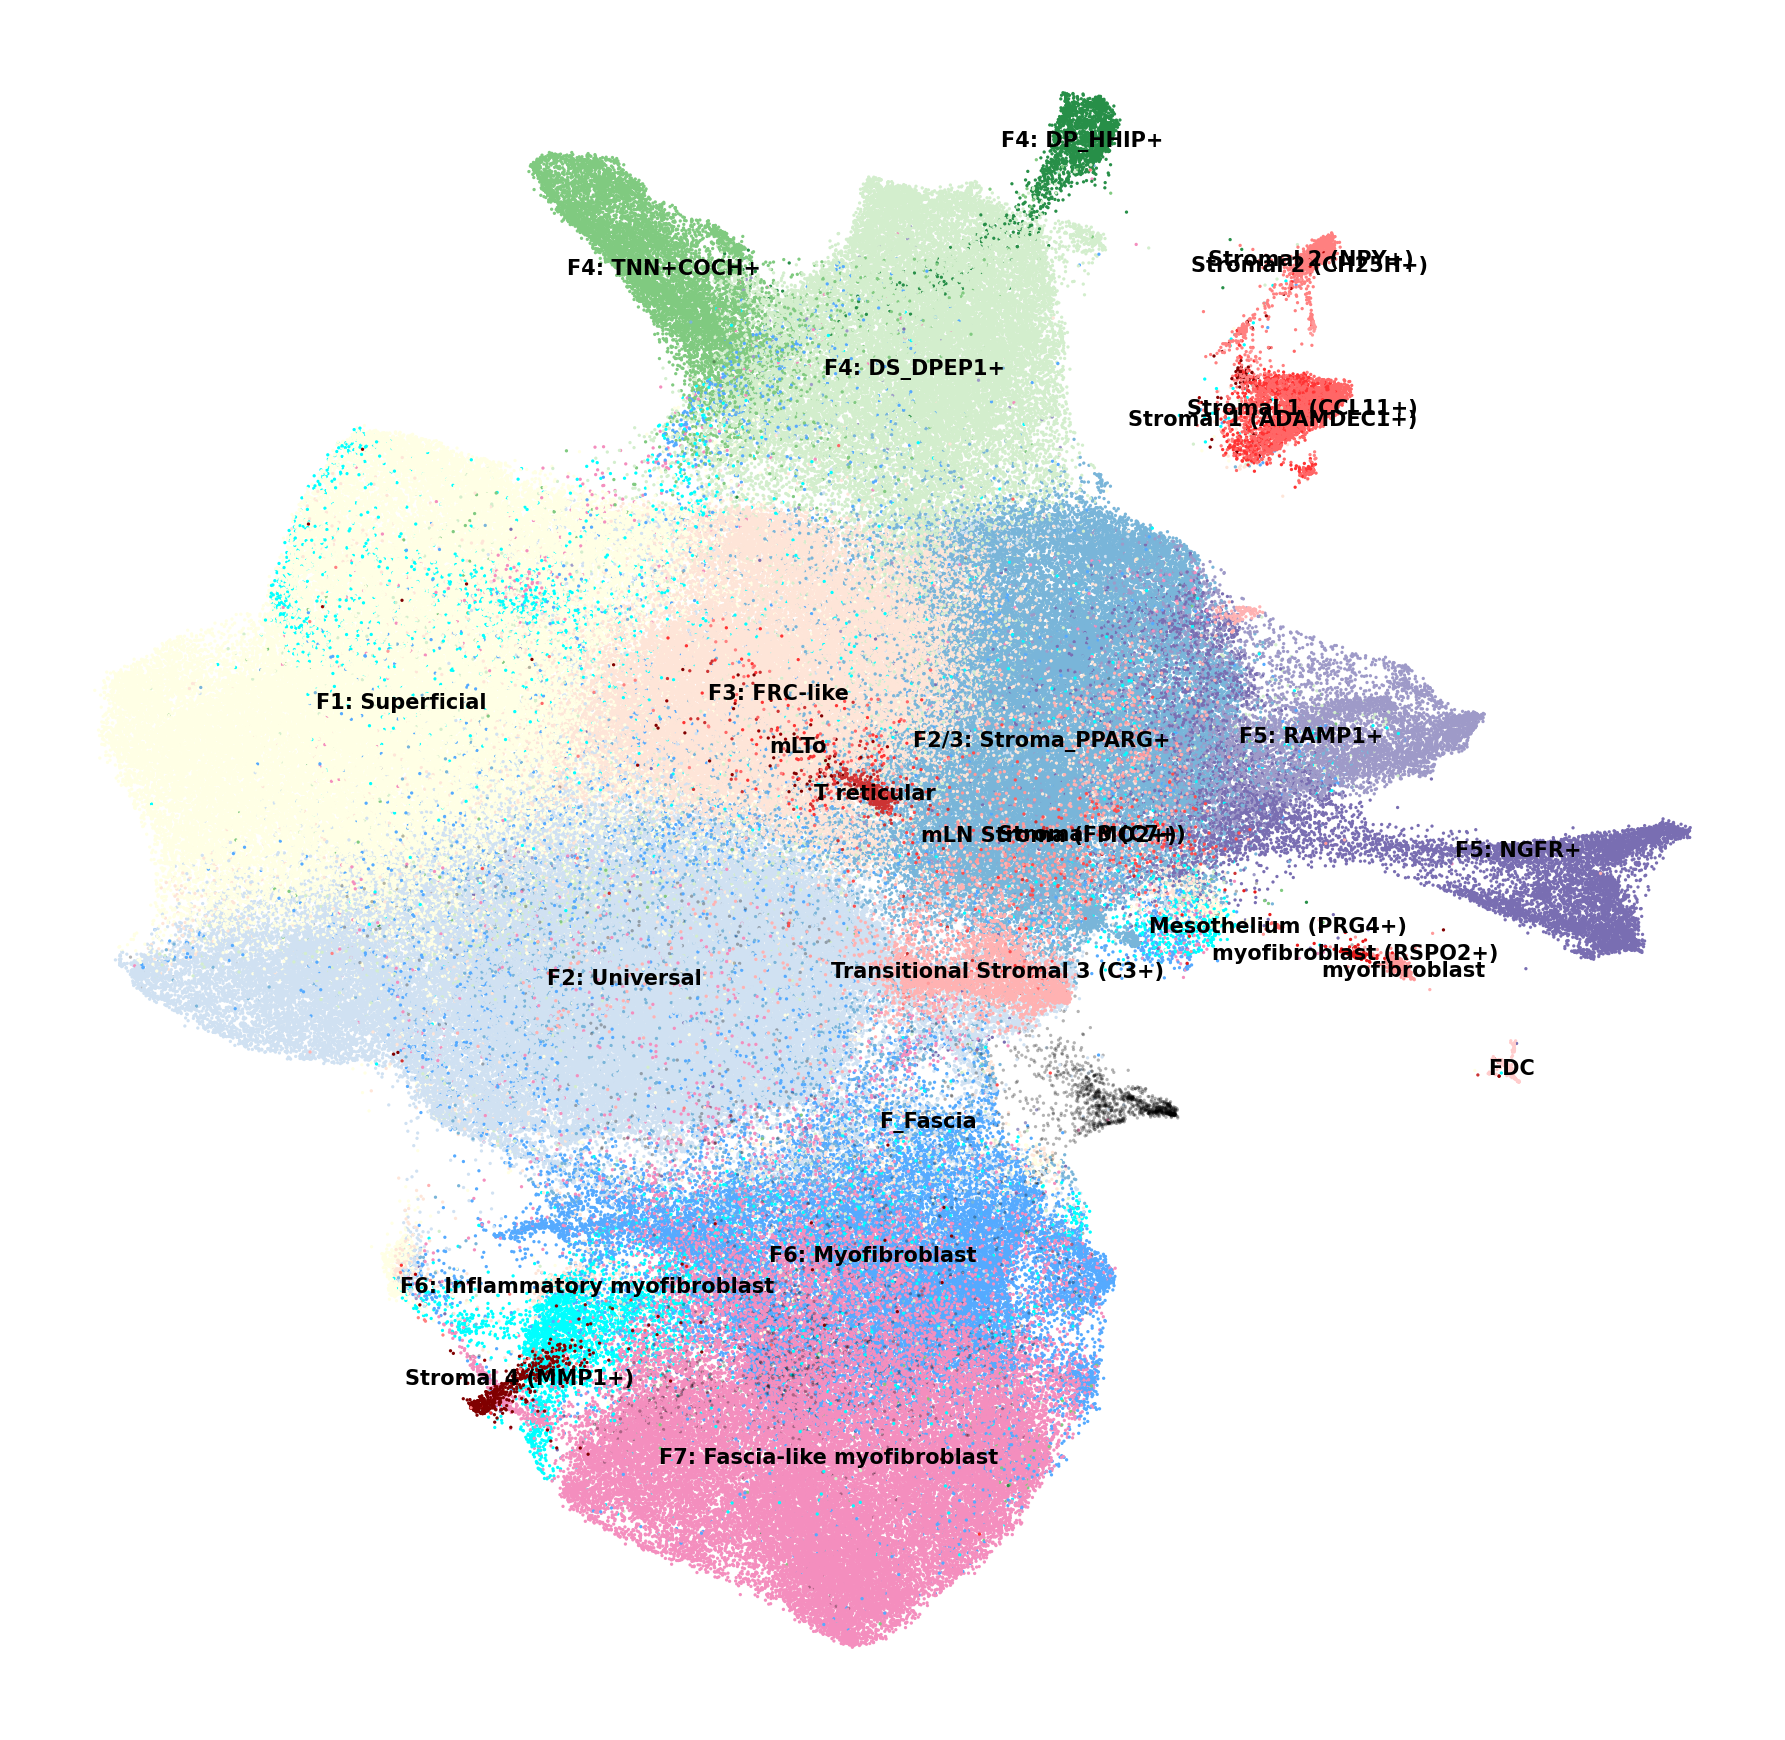 F4: DP_HHIP+
Stromal 2 (NPY+)
Stromal 2 (CH25H+)
F4: TNN+COCH+
F4: DS_DPEP1+
Stromal 1 (CCL11+)
Stromal 1 (ADAMDEC1+)
F1: Superficial
F3: FRC-like
mLTo
F2/3: Stroma_PPARG+
F5: RAMP1+
T reticular
mLN Stroma (FMO2+)
Stromal 3 (C7+)
F5: NGFR+
Mesothelium (PRG4+)
myofibroblast (RSPO2+)
myofibroblast
Transitional Stromal 3 (C3+)
F2: Universal
FDC
F_Fascia
F6: Myofibroblast
F6: Inflammatory myofibroblast
Stromal 4 (MMP1+)
F7: Fascia-like myofibroblast